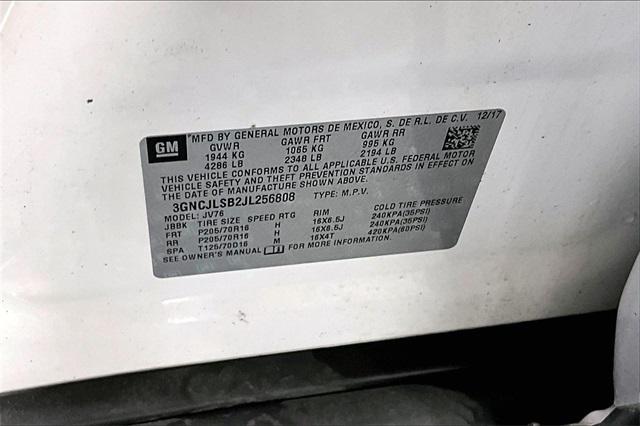 GM *MFD BY GENERAL MOTORS DE MEXICO, S. DE R.L. DE C.V. 12/17
GVWR GAWR FRT GAWR RR
1944 KG 1065 KG 995 KG
4286 LB 2348 LB 2194 LB
THIS VEHICLE CONFORMS TO ALL APPLICABLE U.S. FEDERAL MOTOR
VEHICLE SAFETY AND THEFT PREVENTION STANDARDS IN EFFECT ON
THE DATE OF MANUFACTURE SHOWN ABOVE.
3GNCJLSB2JL256808 TYPE: M.P.V.
MODEL: JV76
JBBK TIRE SIZE SPEED RTG RIM COLD TIRE PRESSURE
FRT P205/70R16 H 16X6.5J 240KPA(35PSI)
RR P205/70R16 H 16X6.5J 240KPA(35PSI)
SPA T125/70D16 M 16X4T 420KPA(60PSI)
SEE OWNER'S MANUAL